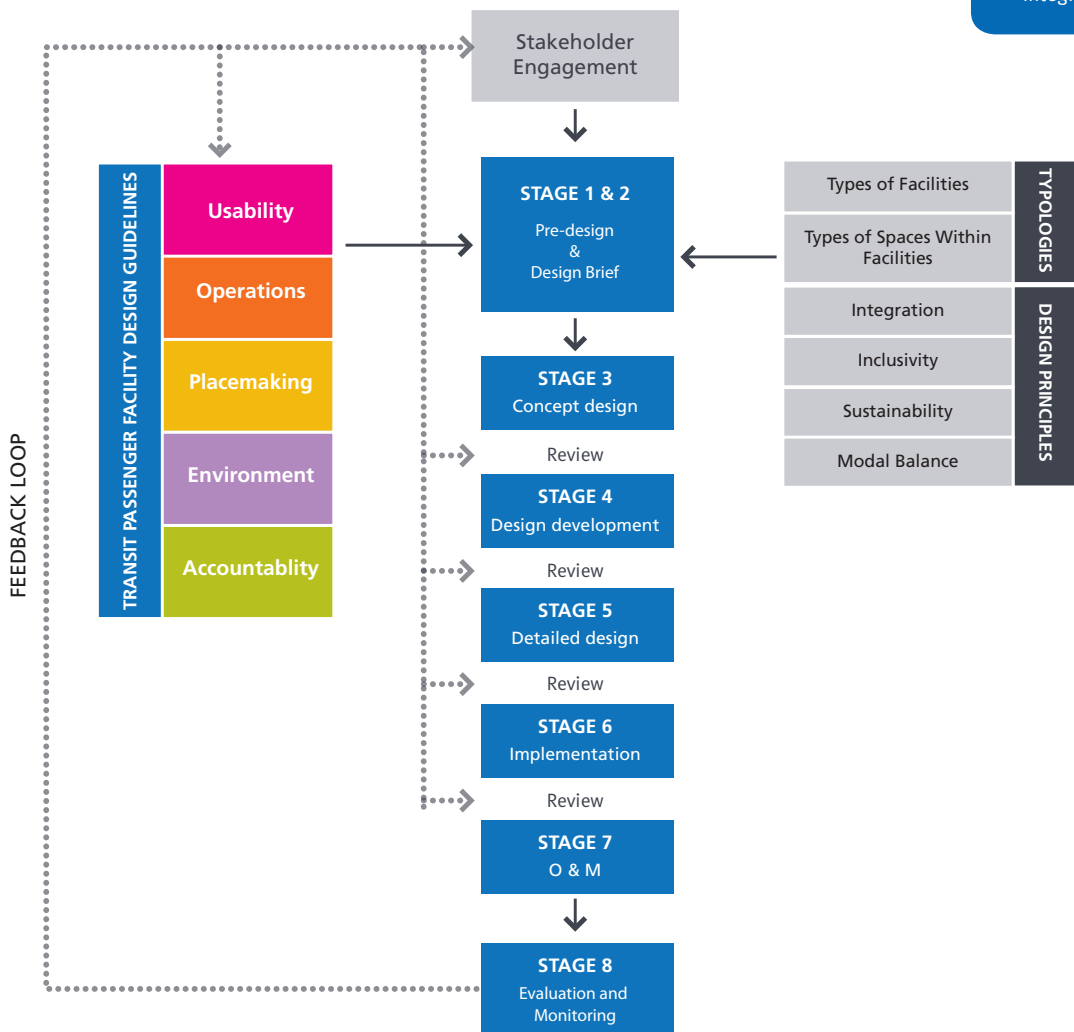 Stakeholder
Engagement
FEEDBACK LOOP
TRANSIT PASSENGER FACILITY DESIGN GUIDELINES
Usability
Operations
Placemaking
Environment
Accountablity
STAGE 1 & 2
Pre-design
&
Design Brief
STAGE 3
Concept design
Review
STAGE 4
Design development
Review
STAGE 5
Detailed design
Review
STAGE 6
Implementation
Review
STAGE 7
O & M
STAGE 8
Evaluation and
Monitoring
Types of Facilities
Types of Spaces Within
Facilities
TYPOLOGIES
Integration
Inclusivity
Sustainability
Modal Balance
DESIGN PRINCIPLES